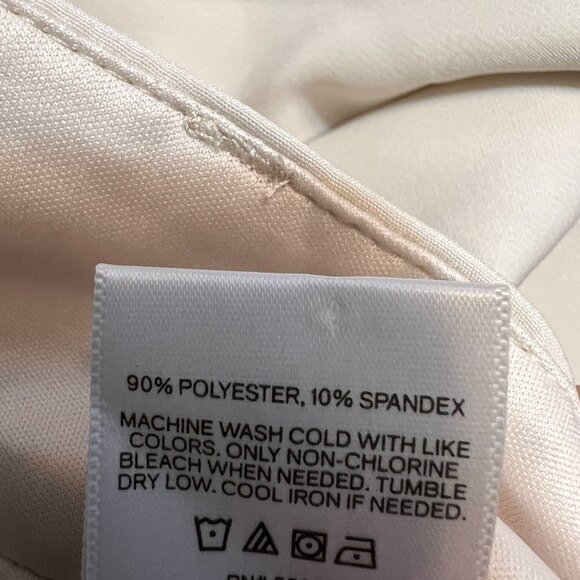 90% POLYESTER, 10% SPANDEX
MACHINE WASH COLD WITH LIKE
COLORS. ONLY NON-CHLORINE
BLEACH WHEN NEEDED. TUMBLE
DRY LOW. COOL IRON IF NEEDED.